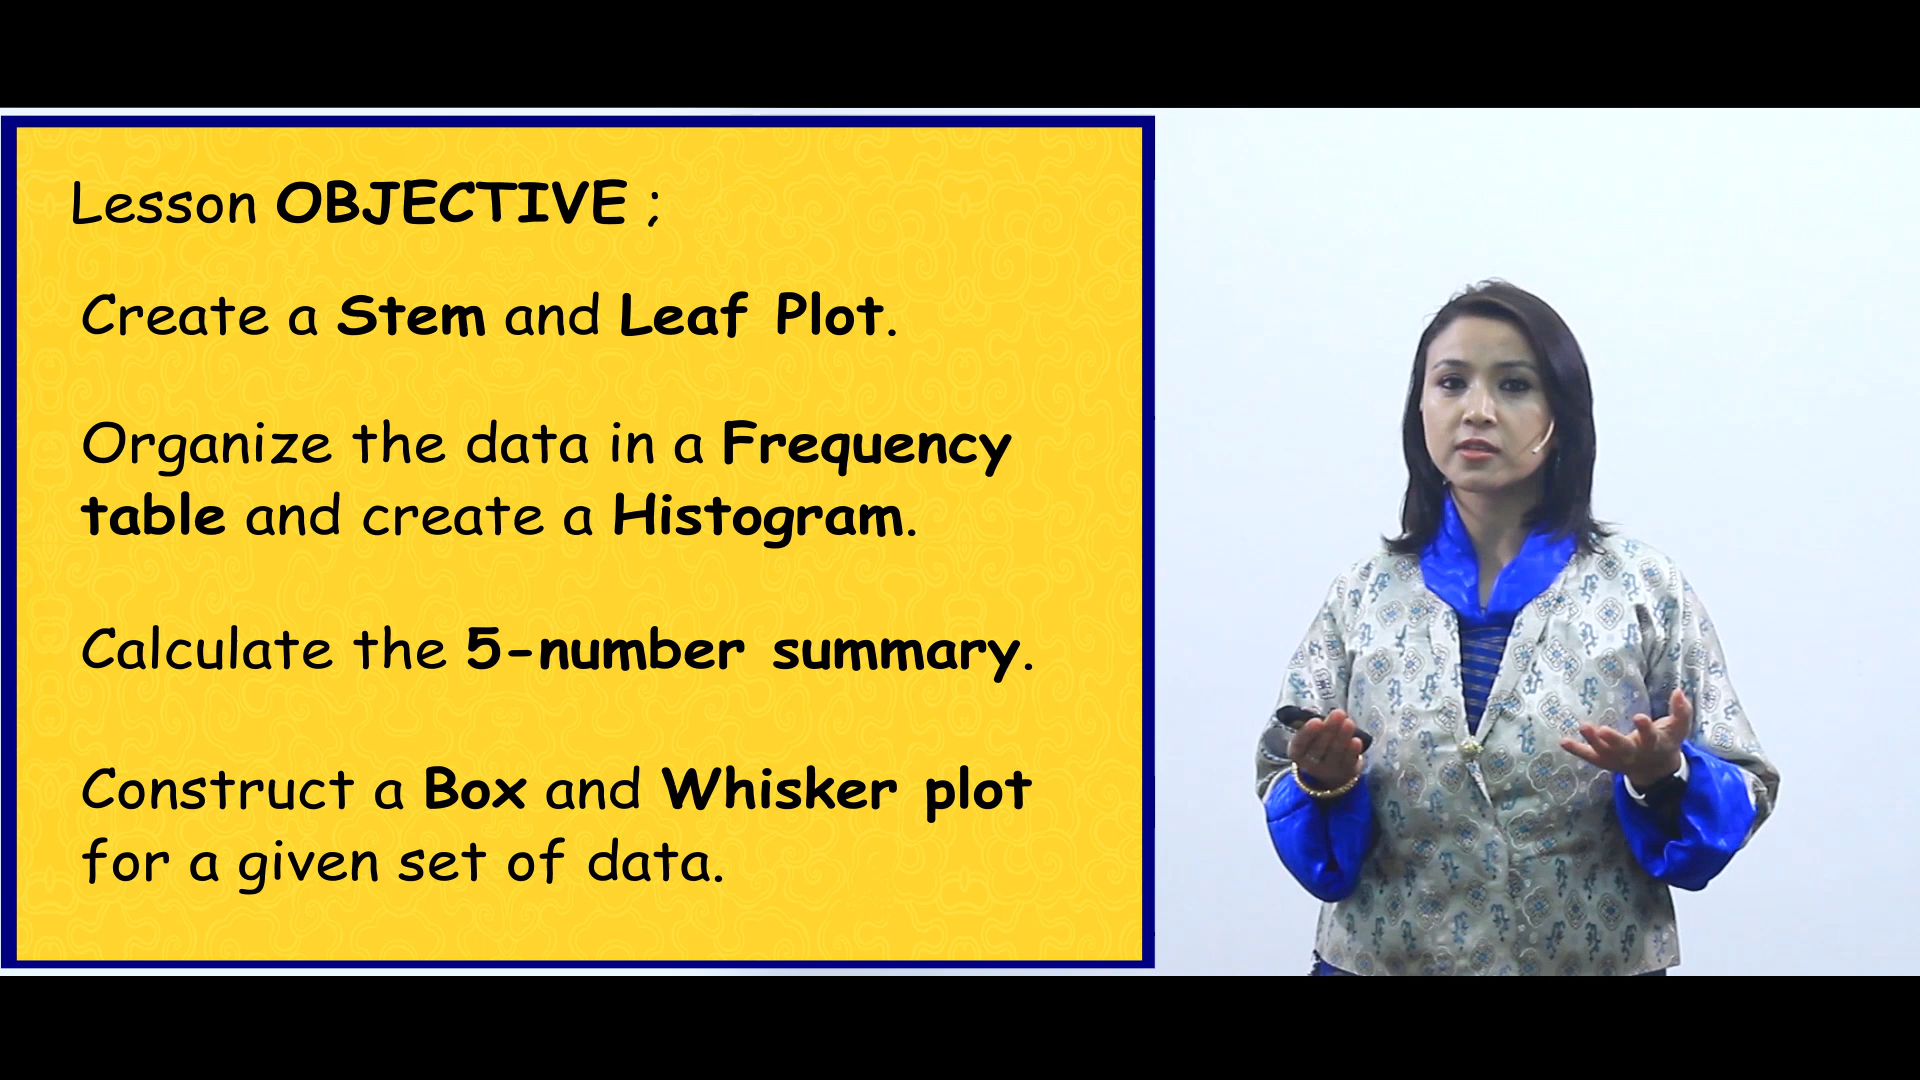 Lesson OBJECTIVE ;
Create a Stem and Leaf Plot.
Organize the data in a Frequency
table and create a Histogram.
Calculate the 5-number summary.
Construct a Box and Whisker plot
for a given set of data.